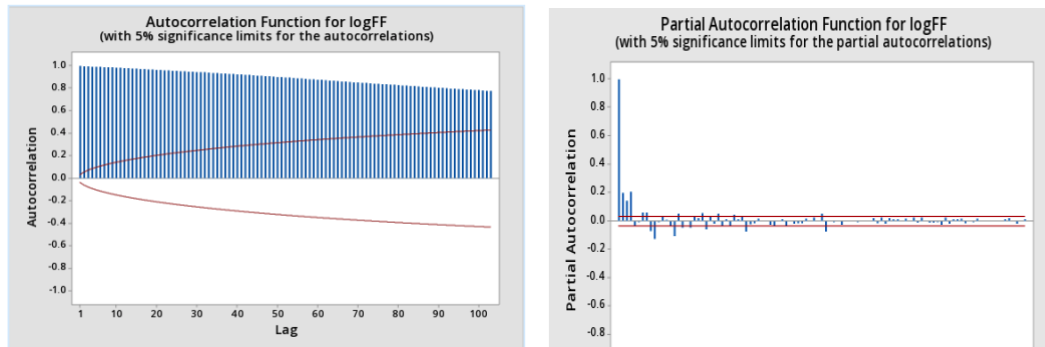 Autocorrelation Function for logFF
(with 5% significance limits for the autocorrelations)
1.0
0.8
0.6
0.4
0.2
0.0
-0.2
-0.4
-0.6
-0.8
-1.0
Autocorrelation
1 10 20 30 40 50 60 70 80 90 100
Lag
Partial Autocorrelation Function for logFF
(with 5% significance limits for the partial autocorrelations)
1.0
0.8
0.6
0.4
0.2
0.0
-0.2
-0.4
-0.6
-0.8
Partial Autocorrelation